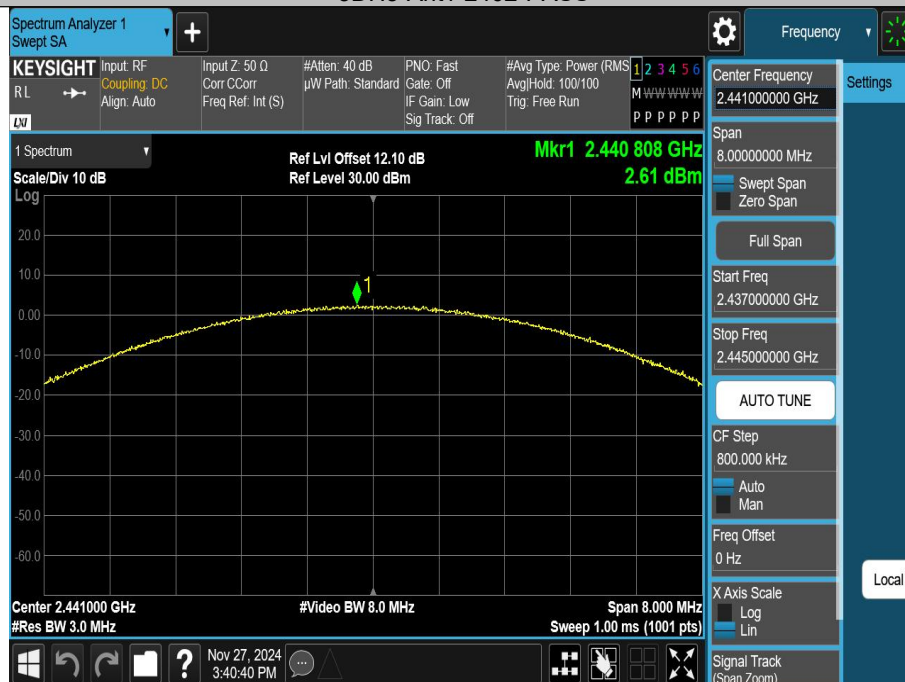 Spectrum Analyzer 1
Swept SA
Frequency
KEYSIGHT
RL
LXI
Input: RF
Coupling: DC
Align: Auto
Input Z: 50 Ω
Corr CCorr
Freq Ref: Int (S)
#Atten: 40 dB
µW Path: Standard
PNO: Fast
Gate: Off
IF Gain: Low
Sig Track: Off
#Avg Type: Power (RMS
Avg|Hold: 100/100
Trig: Free Run
1 2 3 4 5 6
M W W W W W
P P P P P P
1 Spectrum
Scale/Div 10 dB
Log
Ref Lvl Offset 12.10 dB
Ref Level 30.00 dBm
Mkr1 2.440 808 GHz
2.61 dBm
20.0
10.0
0.00
-10.0
-20.0
-30.0
-40.0
-50.0
-60.0
1
Center 2.441000 GHz
#Res BW 3.0 MHz
#Video BW 8.0 MHz
Span 8.000 MHz
Sweep 1.00 ms (1001 pts)
Nov 27, 2024
3:40:40 PM
?
Center Frequency
2.441000000 GHz
Span
8.00000000 MHz
Swept Span
Zero Span
Full Span
Start Freq
2.437000000 GHz
Stop Freq
2.445000000 GHz
AUTO TUNE
CF Step
800.000 kHz
Auto
Man
Freq Offset
0 Hz
X Axis Scale
Log
Lin
Signal Track
(Span Zoom)
Settings
Local